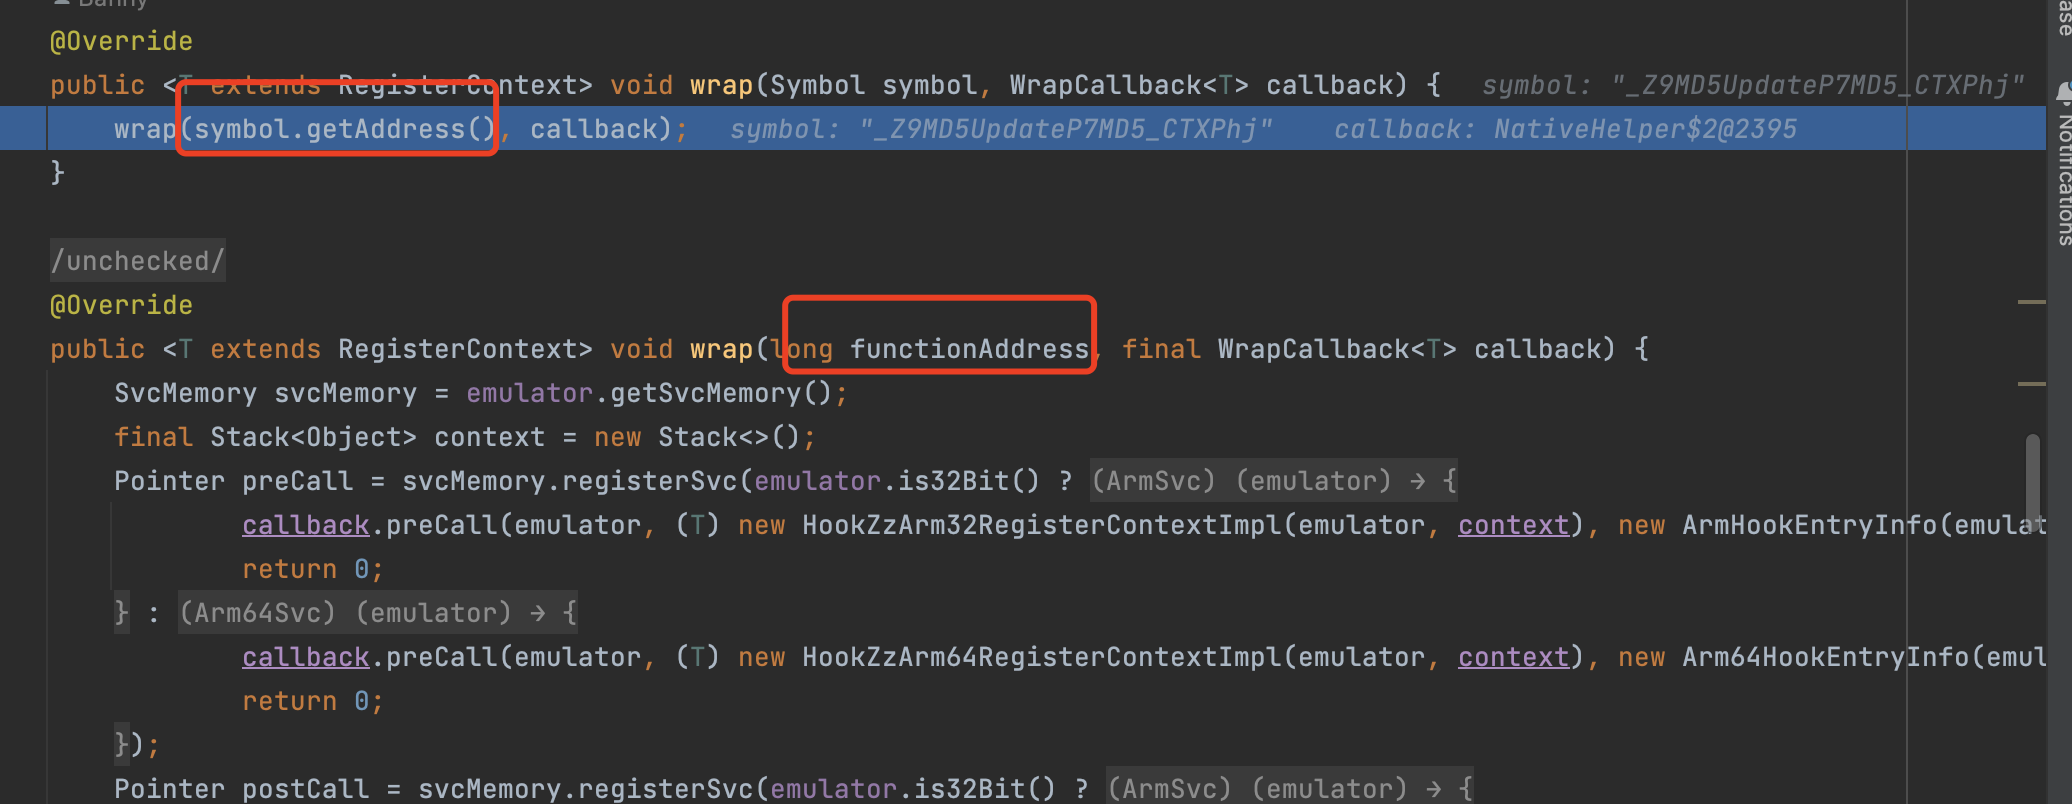 @Override
public <T extends RegisterContext> void wrap(Symbol symbol, WrapCallback<T> callback) {   symbol: "_Z9MD5UpdateP7MD5_CTXPhj"
    wrap(symbol.getAddress(), callback);   symbol: "_Z9MD5UpdateP7MD5_CTXPhj"    callback: NativeHelper$2@2395
}
/unchecked/
@Override
public <T extends RegisterContext> void wrap(long functionAddress, final WrapCallback<T> callback) {
    SvcMemory svcMemory = emulator.getSvcMemory();
    final Stack<Object> context = new Stack<>();
    Pointer preCall = svcMemory.registerSvc(emulator.is32Bit() ? (ArmSvc) (emulator) → {
            callback.preCall(emulator, (T) new HookZzArm32RegisterContextImpl(emulator, context), new ArmHookEntryInfo(emulat
            return 0;
    } : (Arm64Svc) (emulator) → {
            callback.preCall(emulator, (T) new HookZzArm64RegisterContextImpl(emulator, context), new Arm64HookEntryInfo(emul
            return 0;
    });
    Pointer postCall = svcMemory.registerSvc(emulator.is32Bit() ? (ArmSvc) (emulator) → {
Notifications